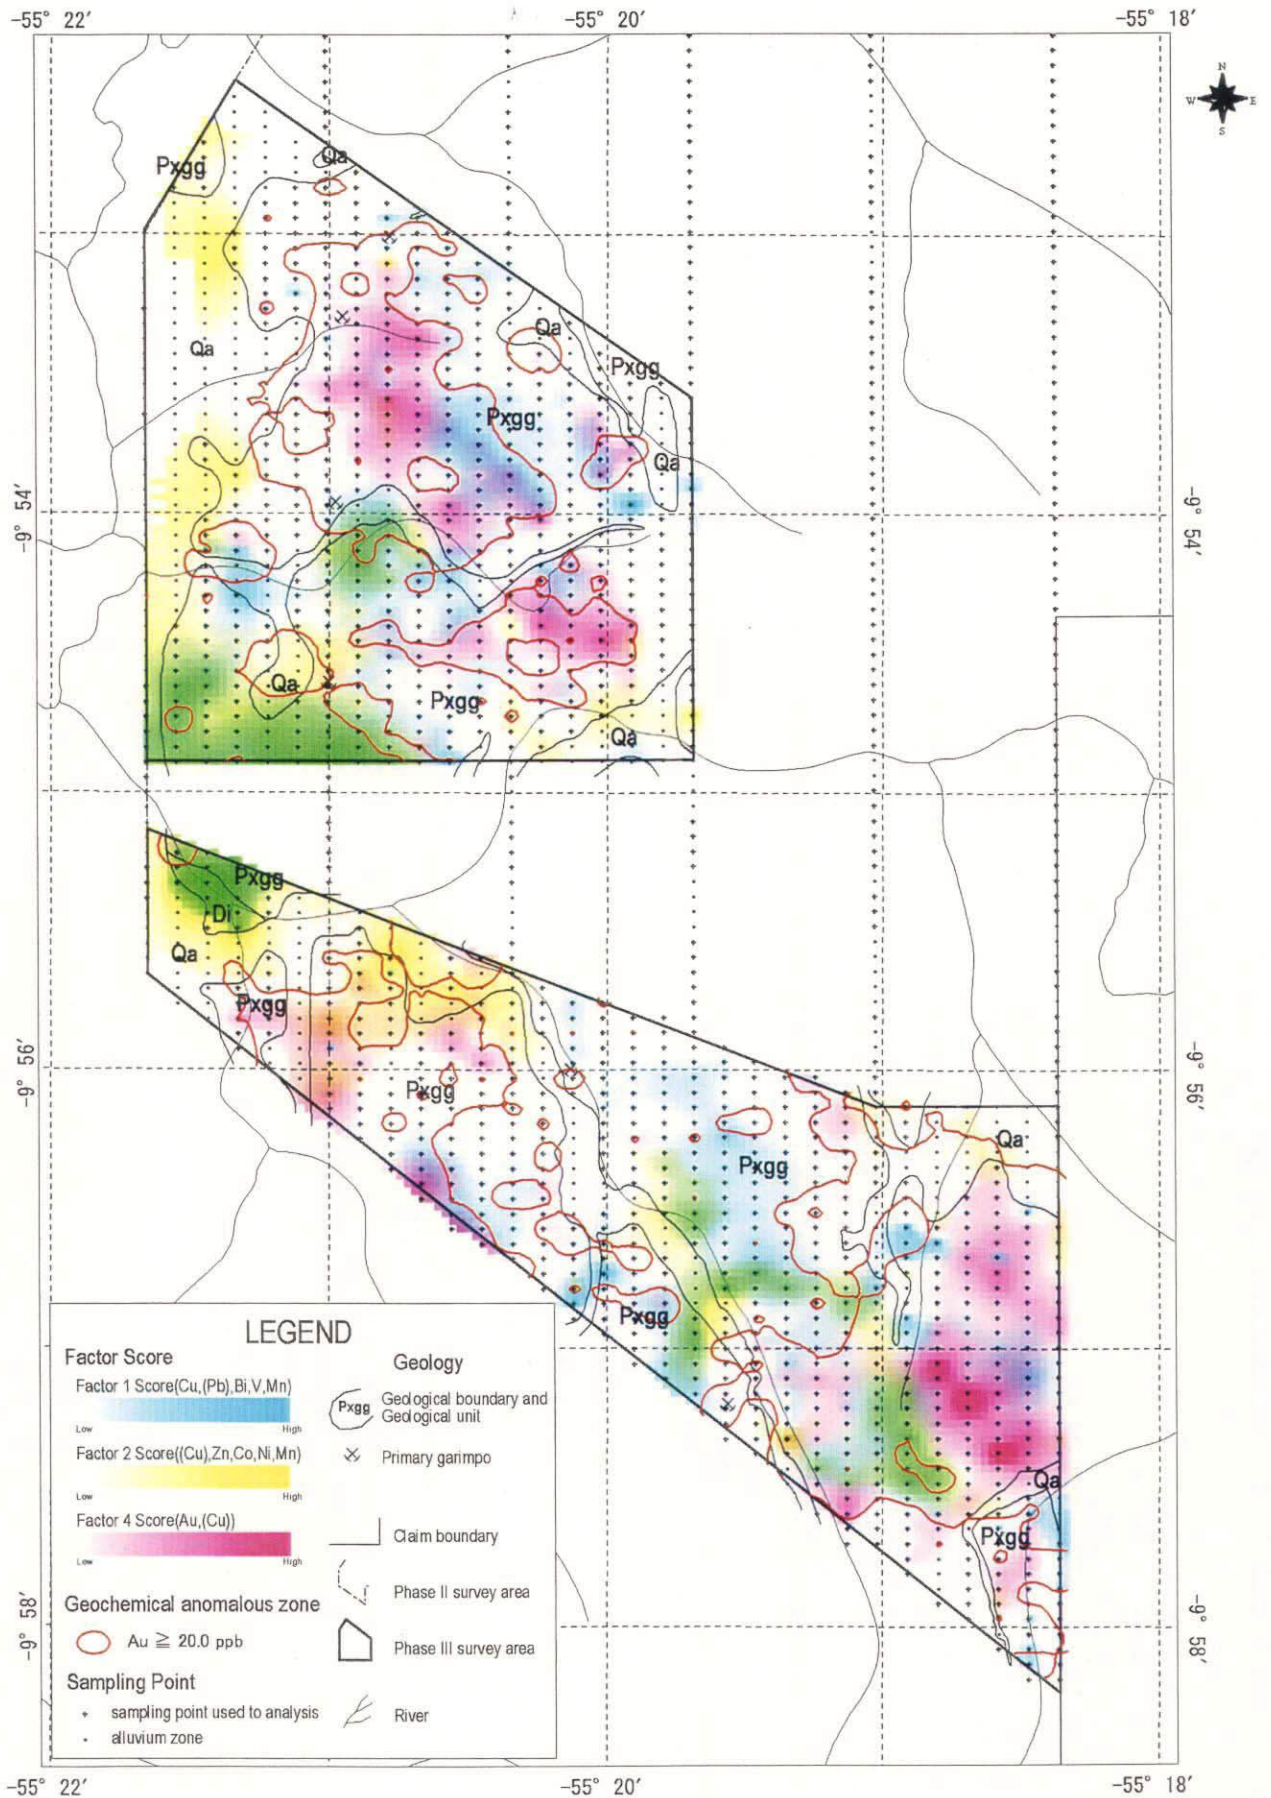 -55° 22′
-55° 20′
-55° 18′
N
W E
S
Pxgg
Qa
Qa
Qa
Pxgg
Pxgg
Qa
-9° 54′
-9° 54′
Qa
Pxgg
Qa
Pxgg
Di
Qa
Pxgg
-9° 56′
-9° 56′
Pxgg
Qa
Pxgg
Pxgg
Qa
Pxgg
LEGEND
Factor Score
Factor 1 Score(Cu,(Pb),Bi,V,Mn)
Low High
Factor 2 Score((Cu),Zn,Co,Ni,Mn)
Low High
Factor 4 Score(Au,(Cu))
Low High
Geochemical anomalous zone
Au ≧ 20.0 ppb
Sampling Point
sampling point used to analysis
alluvium zone
Geology
Pxgg
Geological boundary and
Geological unit
Primary garimpo
Claim boundary
Phase II survey area
Phase III survey area
River
-9° 58′
-9° 58′
-55° 22′
-55° 20′
-55° 18′